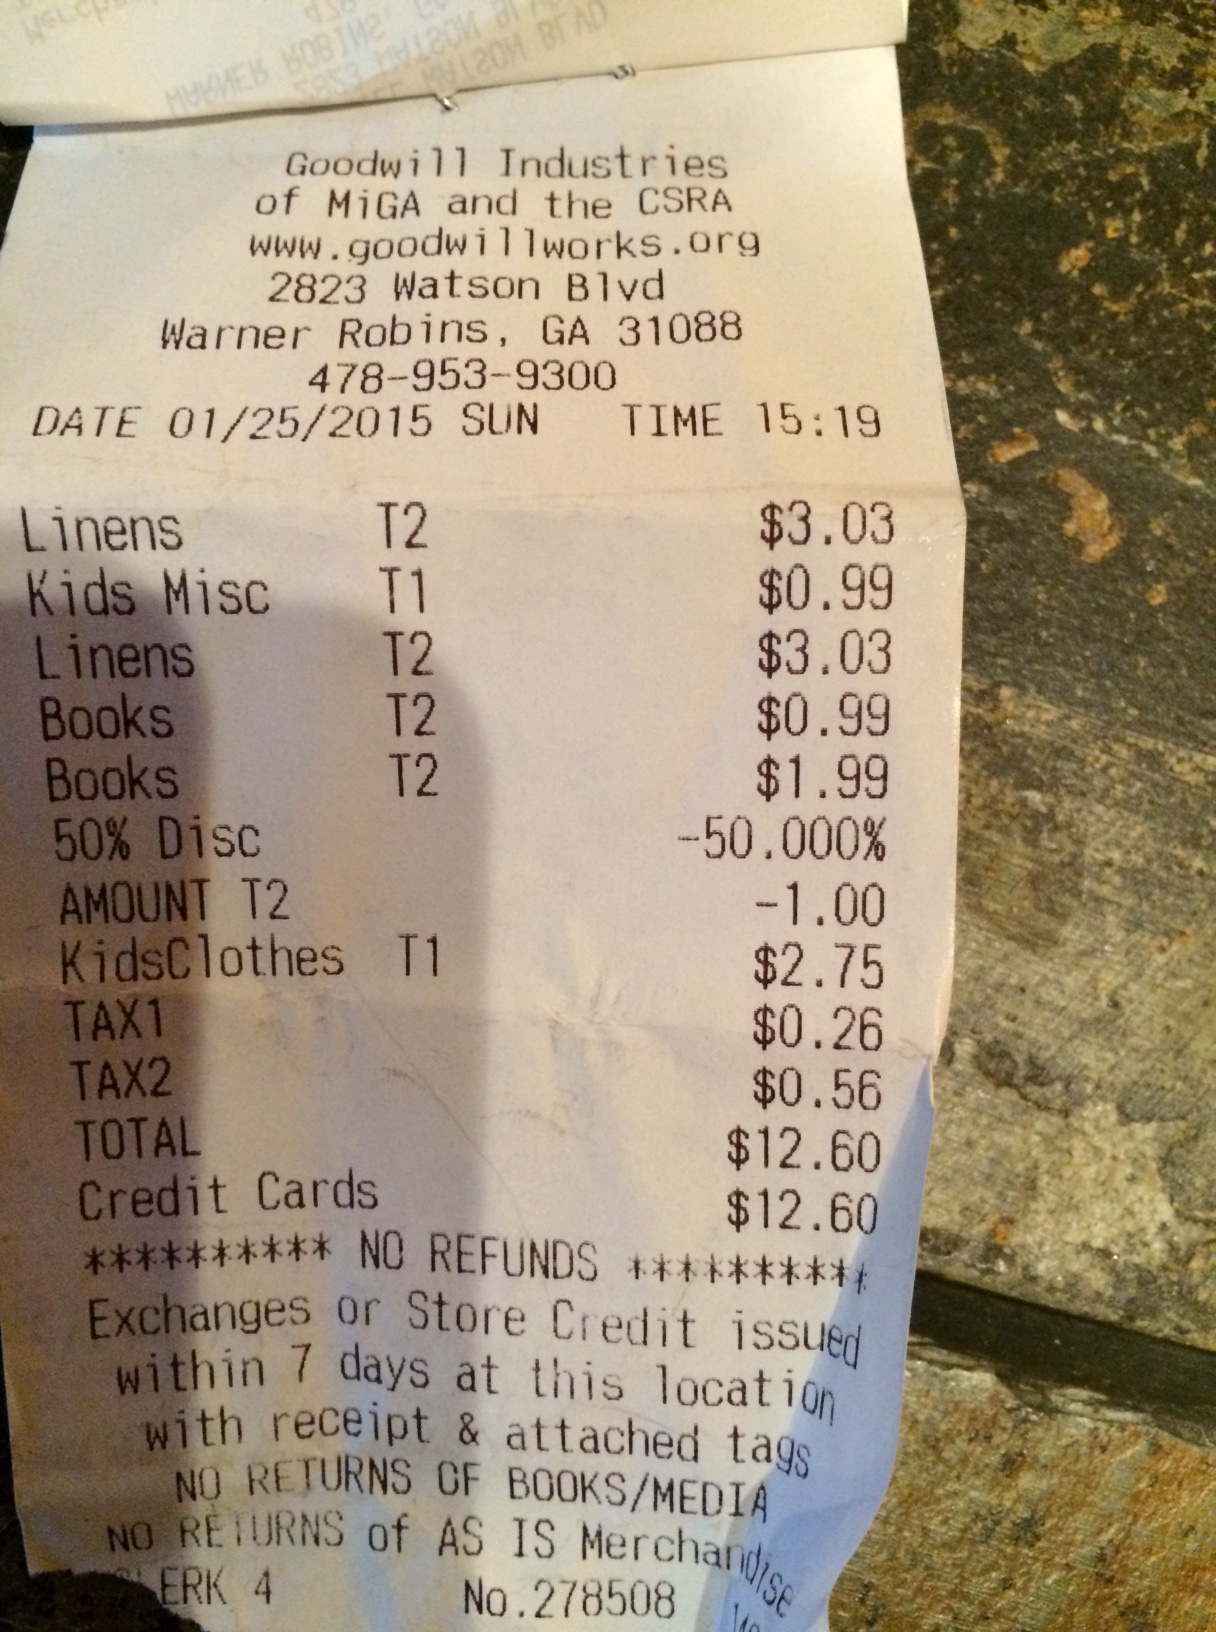 Goodwill Industries
of MiGA and the CSRA
www.goodwillworks.org
2823 Watson Blvd
Warner Robins, GA 31088
478-953-9300
DATE 01/25/2015 SUN TIME 15:19
Linens T2 $3.03
Kids Misc T1 $0.99
Linens T2 $3.03
Books T2 $0.99
Books T2 $1.99
50% Disc -50.000%
AMOUNT T2 -1.00
KidsClothes T1 $2.75
TAX1 $0.26
TAX2 $0.56
TOTAL $12.60
Credit Cards $12.60
********** NO REFUNDS **********
Exchanges or Store Credit issued
within 7 days at this location
with receipt & attached tags
NO RETURNS OF BOOKS/MEDIA
NO RETURNS of AS IS Merchandise
CLERK 4 No.278508